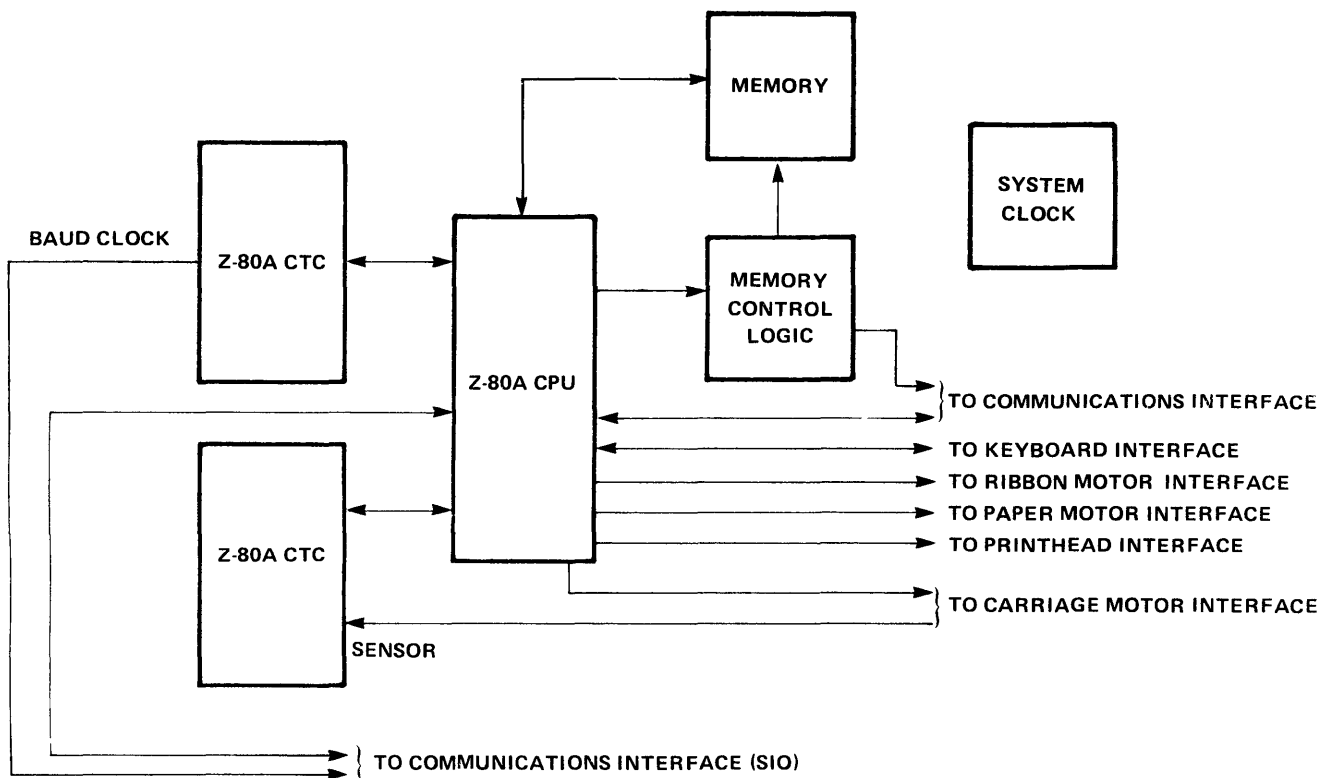 MEMORY
SYSTEM
CLOCK
BAUD CLOCK
Z-80A CTC
MEMORY
CONTROL
LOGIC
Z-80A CPU
TO COMMUNICATIONS INTERFACE
TO KEYBOARD INTERFACE
TO RIBBON MOTOR INTERFACE
TO PAPER MOTOR INTERFACE
Z-80A CTC
TO PRINTHEAD INTERFACE
TO CARRIAGE MOTOR INTERFACE
SENSOR
TO COMMUNICATIONS INTERFACE (SIO)